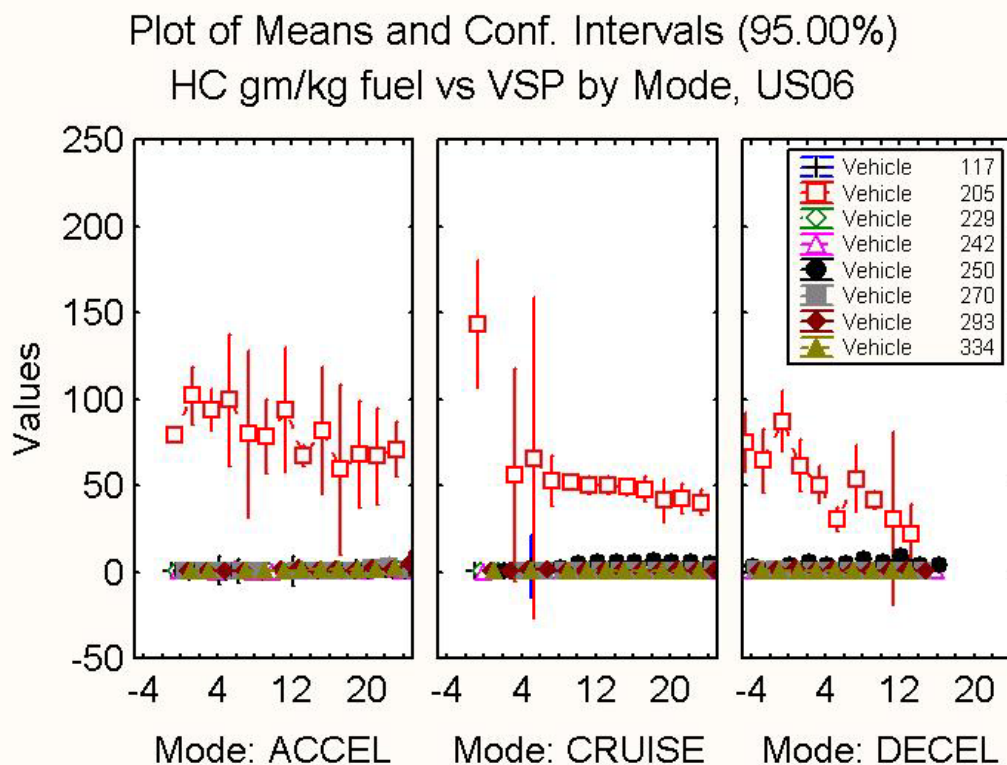 Plot of Means and Conf. Intervals (95.00%)
HC gm/kg fuel vs VSP by Mode, US06
Values
250
200
150
100
50
0
-50
Vehicle 117
Vehicle 205
Vehicle 229
Vehicle 242
Vehicle 250
Vehicle 270
Vehicle 293
Vehicle 334
-4 4 12 20 -4 4 12 20 -4 4 12 20
Mode: ACCEL Mode: CRUISE Mode: DECEL